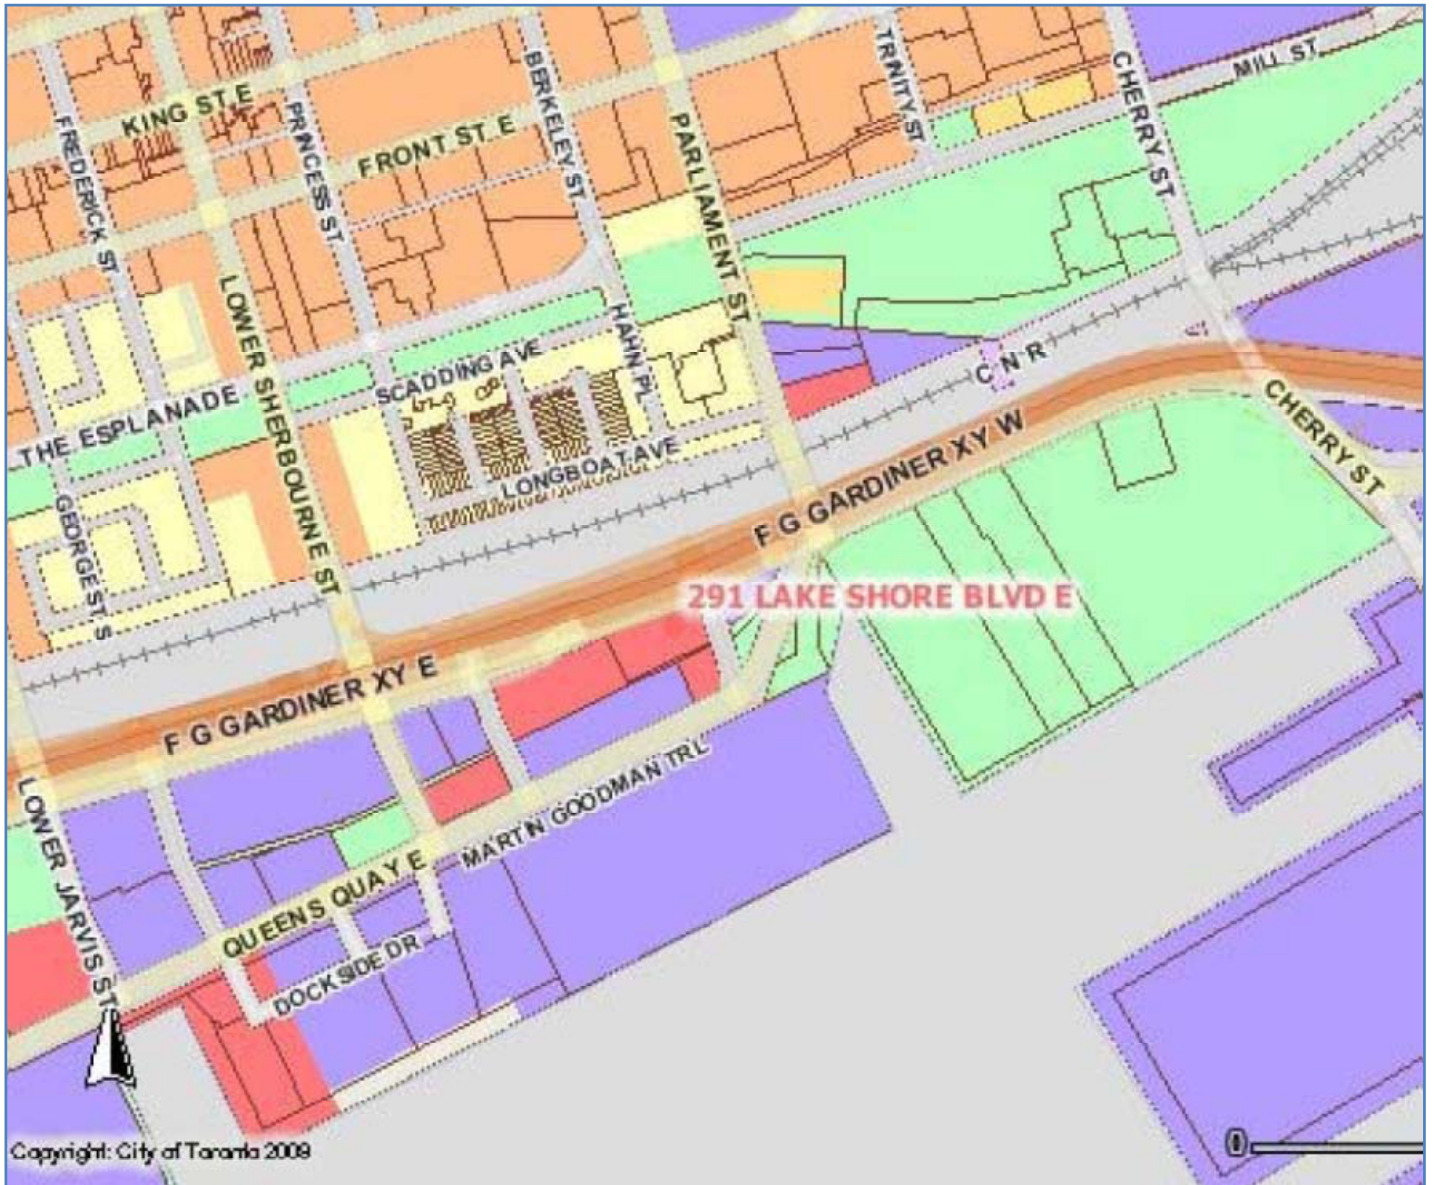 KING ST E
FREDERICK ST
PRINCESS ST
FRONT ST E
BERKELEY ST
PARLIAMENT ST
TRINITY ST
CHERRY ST
MILL ST
LOWER SHERBOURNE ST
THE ESPLANADE
SCADDING AVE
HAHN PL
LONGBOAT AVE
GEORGE ST S
C N R
F G GARDINER XY W
CHERRY ST
291 LAKE SHORE BLVD E
F G GARDINER XY E
LOWER JARVIS ST
MARTIN GOODMAN TRL
QUEENS QUAY E
DOCKSIDE DR
Copyright: City of Toronto 2009
0